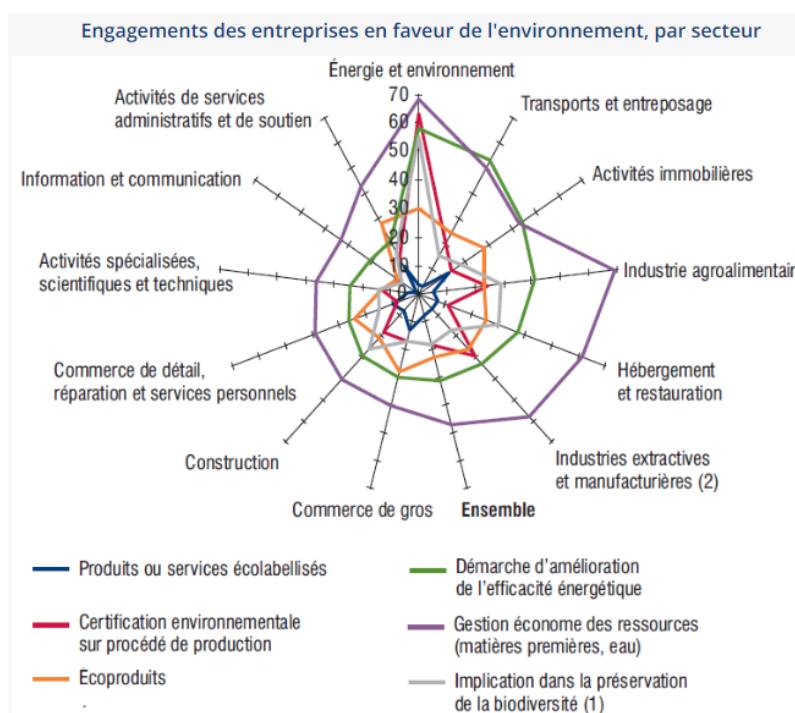 Engagements des entreprises en faveur de l'environnement, par secteur
Énergie et environnement
Activités de services
administratifs et de soutien
Transports et entreposage
Information et communication
Activités immobilières
Activités spécialisées,
scientifiques et techniques
Industrie agroalimentair
Commerce de détail,
réparation et services personnels
Hébergement
et restauration
Construction
Industries extractives
et manufacturières (2)
Commerce de gros
Ensemble
70
60
50
40
30
20
10
0
Produits ou services écolabellisés
Certification environnementale
sur procédé de production
Écoproduits
Démarche d'amélioration
de l'efficacité énergétique
Gestion économe des ressources
(matières premières, eau)
Implication dans la préservation
de la biodiversité (1)